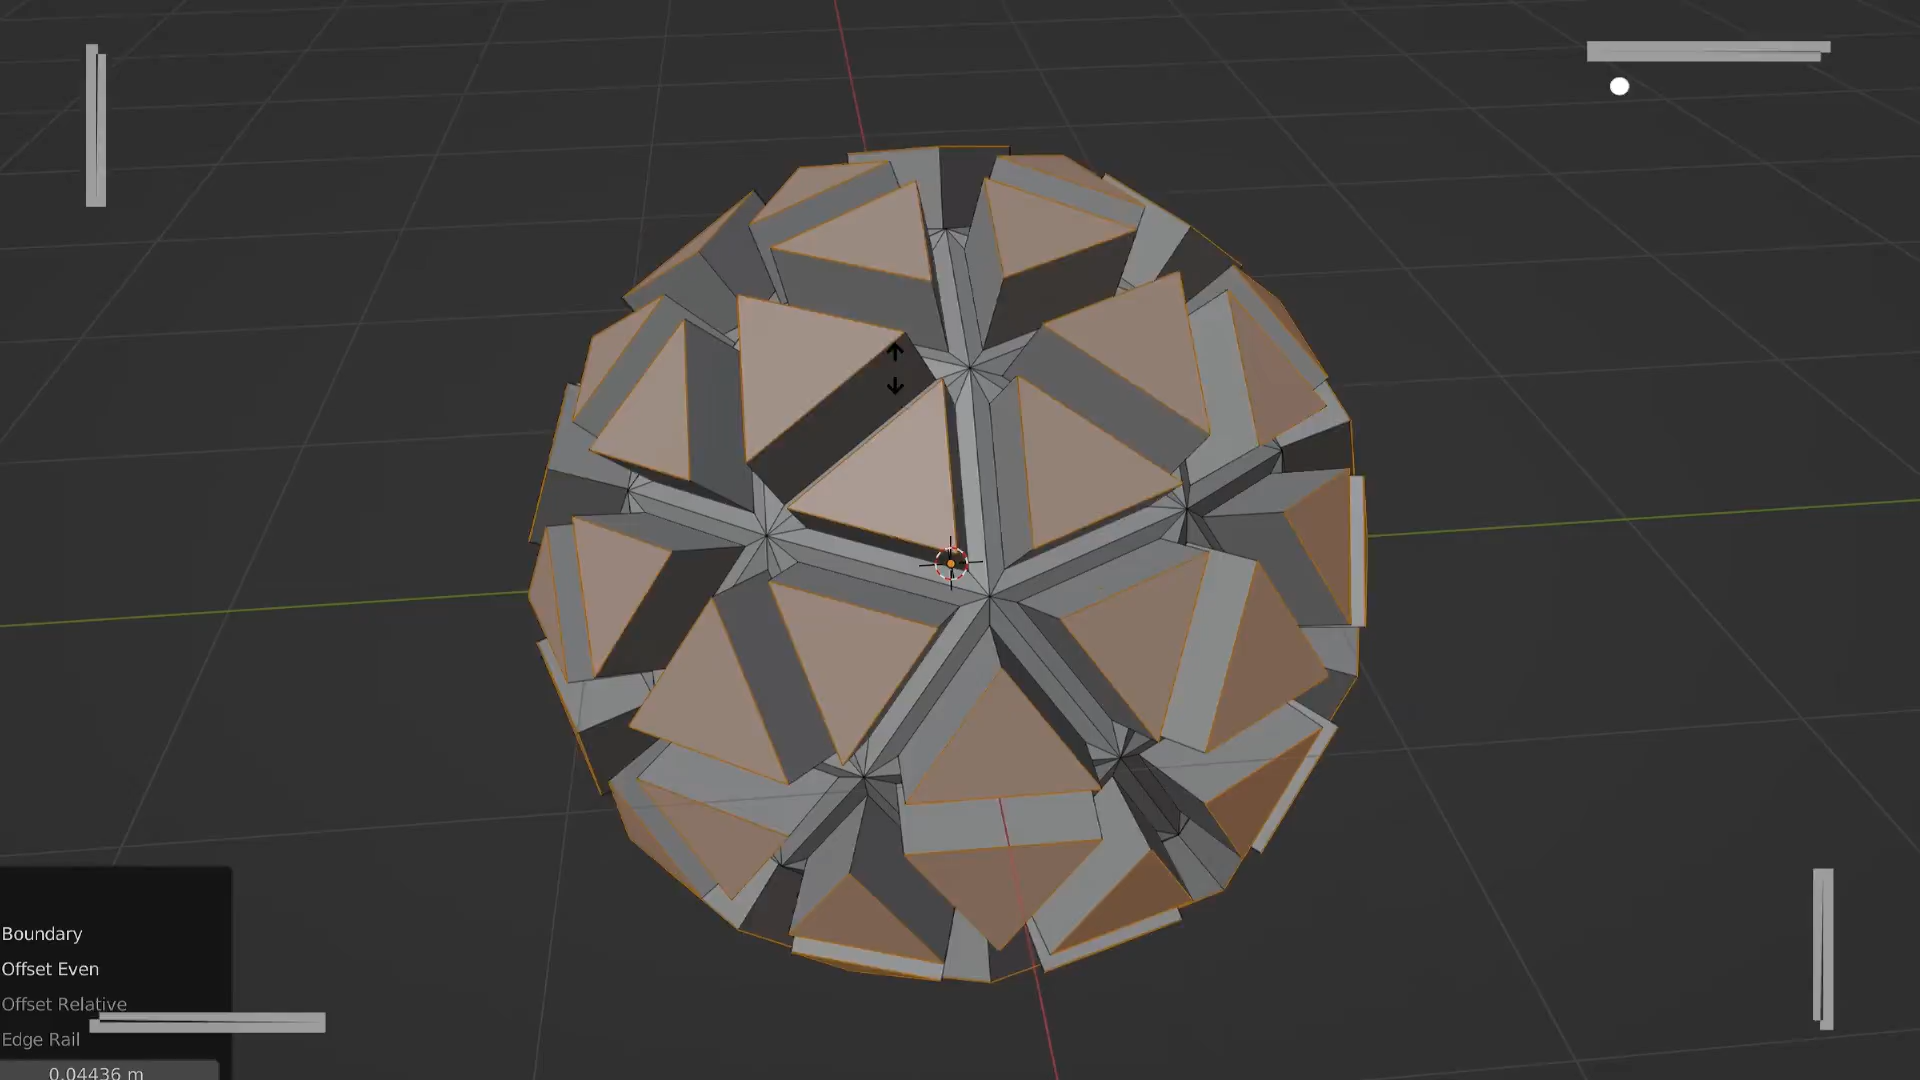 Boundary
Offset Even
Offset Relative
Edge Rail
0.04436 m